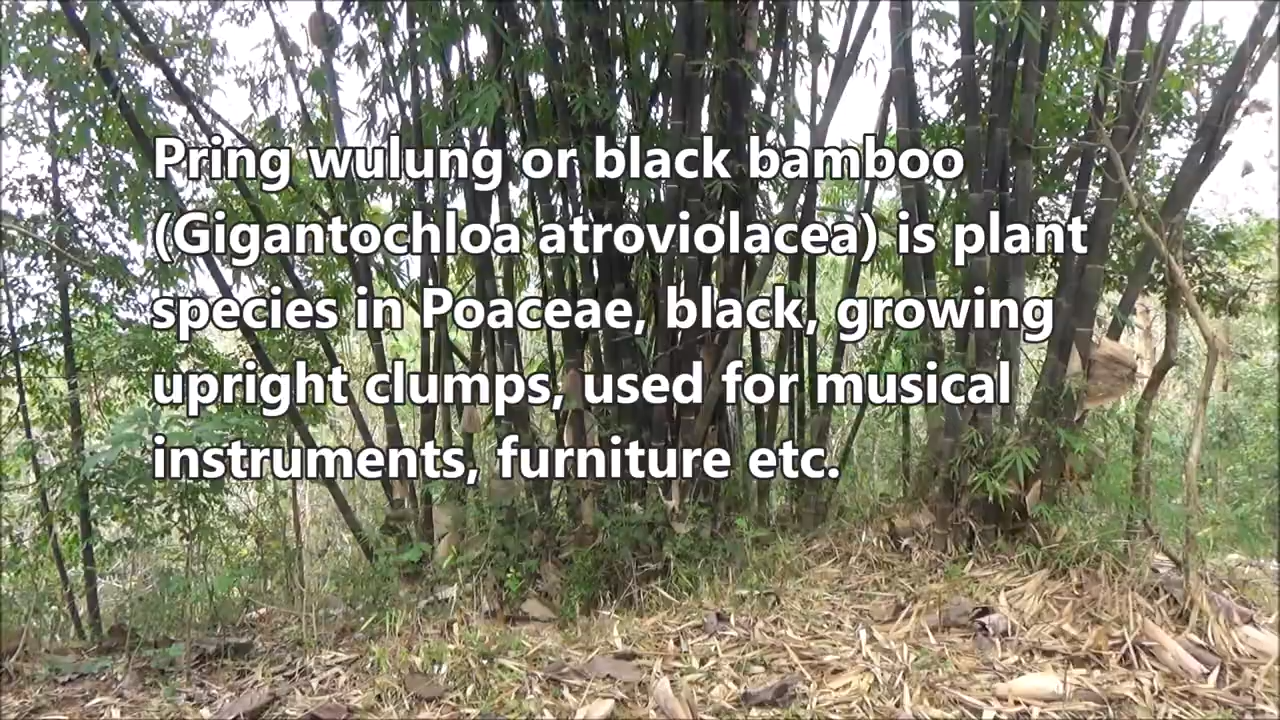 Pring wulung or black bamboo
(Gigantochloa atroviolacea) is plant
species in Poaceae, black, growing
upright clumps, used for musical
instruments, furniture etc.